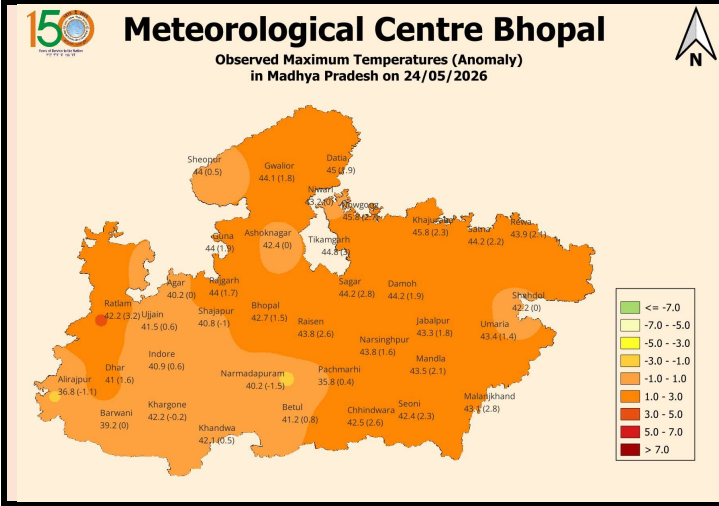 150
Meteorological Centre Bhopal
Observed Maximum Temperatures (Anomaly)
in Madhya Pradesh on 24/05/2026
N
Sheopur
44 (0.5)
Gwalior
44.1 (1.8)
Datia
Niwari
Khajuraho
45.8 (2.3)
Satna
44.2 (2.2)
Rewa
43.9 (2.1)
Guna
44 (1.9)
Ashoknagar
42.4 (0)
Tikamgarh
Agar
40.2 (0)
Rajgarh
44 (1.7)
Sagar
44.2 (2.8)
Damoh
44.2 (1.9)
Shahdol
42.2 (0)
Ratlam
42.2 (3.2)
Ujjain
41.5 (0.6)
Shajapur
40.8 (-1)
Bhopal
42.7 (1.5)
Raisen
43.8 (2.6)
Jabalpur
43.3 (1.8)
Umaria
43.4 (1.4)
Narsinghpur
43.8 (1.6)
Indore
40.9 (0.6)
Mandla
43.5 (2.1)
Dhar
41 (1.6)
Alirajpur
36.8 (-1.1)
Narmadapuram
40.2 (-1.5)
Pachmarhi
35.8 (0.4)
Malanjkhand
43.1 (2.8)
Barwani
39.2 (0)
Khargone
42.2 (-0.2)
Betul
41.2 (0.8)
Chhindwara
42.5 (2.6)
Seoni
42.4 (2.3)
Khandwa
42.1 (0.5)
<= -7.0
-7.0 - -5.0
-5.0 - -3.0
-3.0 - -1.0
-1.0 - 1.0
1.0 - 3.0
3.0 - 5.0
5.0 - 7.0
> 7.0